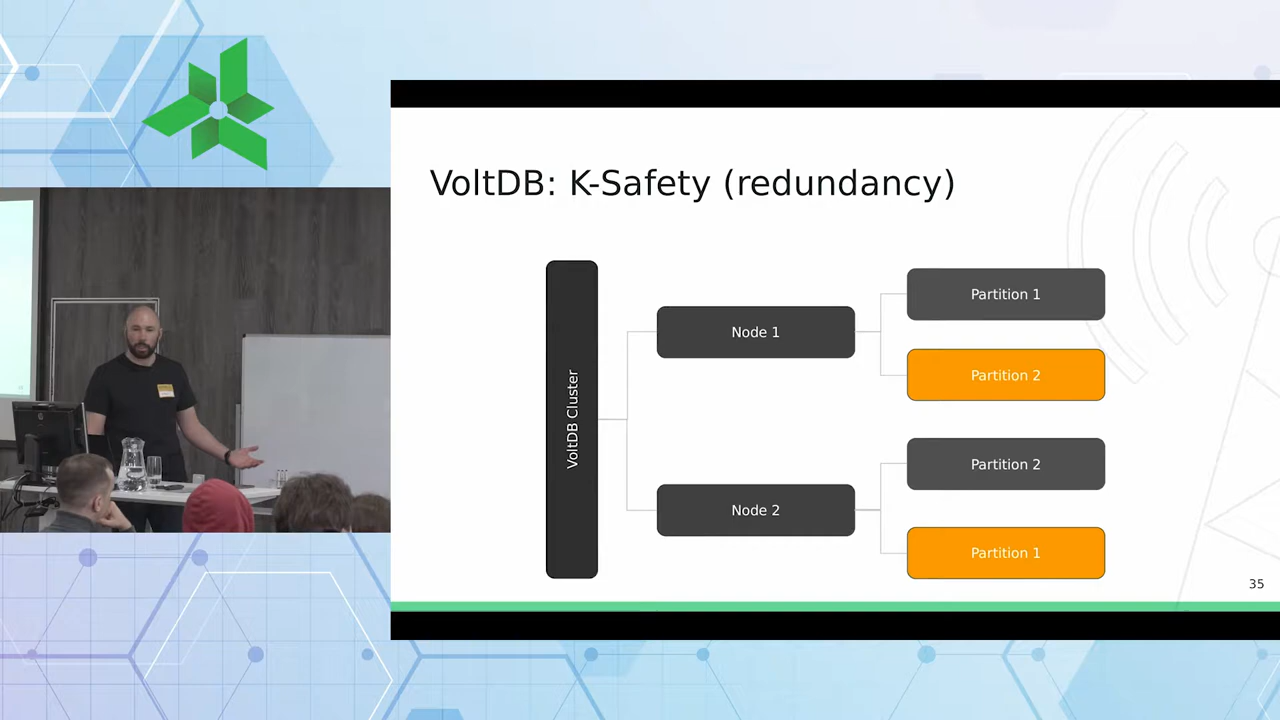 VoltDB: K-Safety (redundancy)
VoltDB Cluster
Node 1
Node 2
Partition 1
Partition 2
Partition 2
Partition 1
35